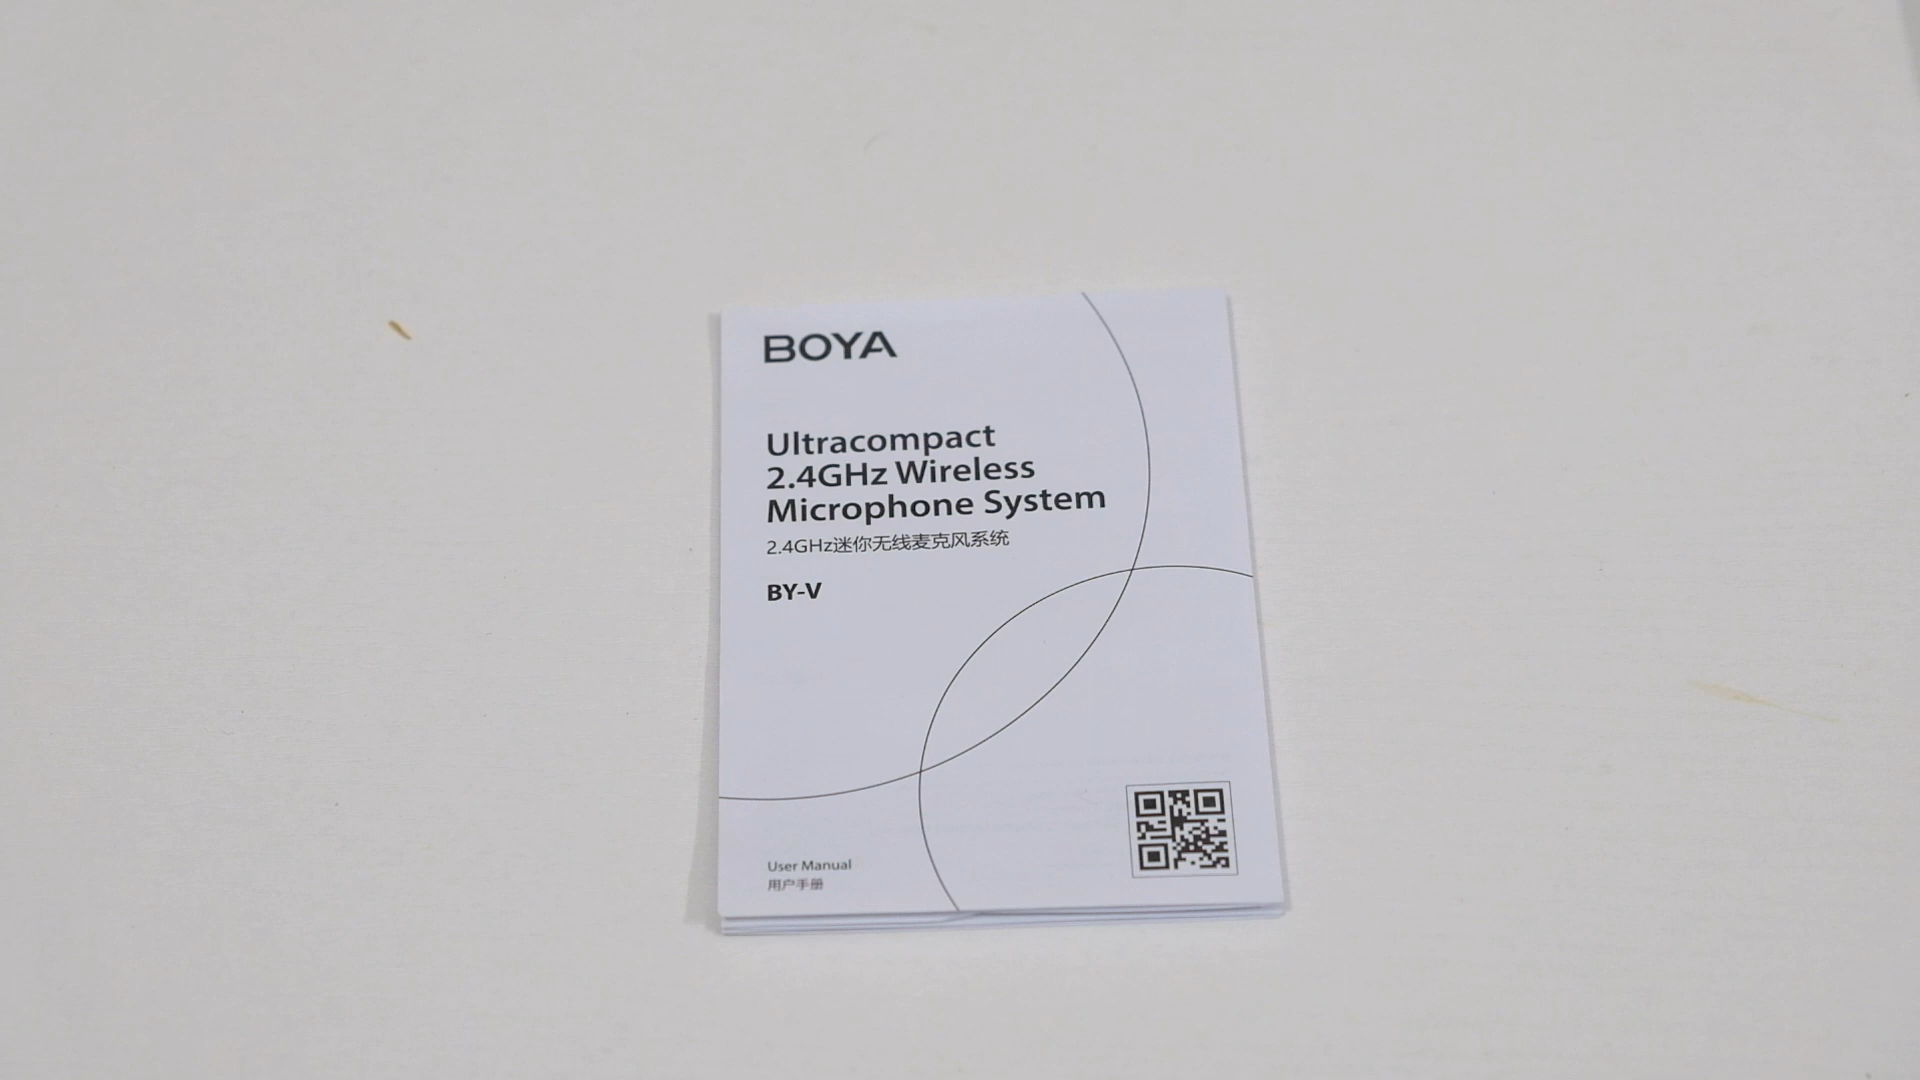 BOYA
Ultracompact
2.4GHz Wireless
Microphone System
2.4GHz迷你无线麦克风系统
BY-V
User Manual
用户手册